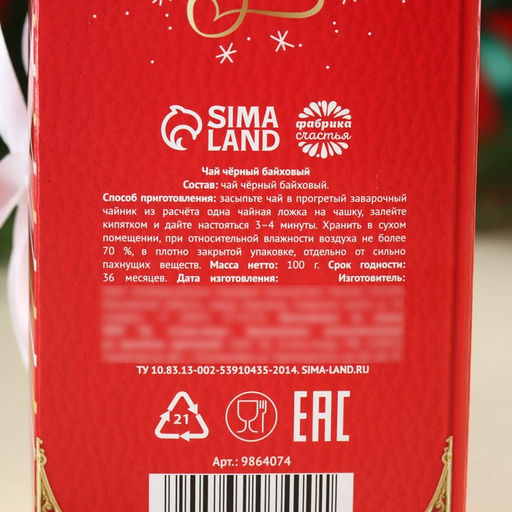 SIMA
LAND
фабрика
счастья
Чай чёрный байховый
Состав: чай чёрный байховый.
Способ приготовления: засыпьте чай в прогретый заварочный
чайник из расчёта одна чайная ложка на чашку, залейте
кипятком и дайте настояться 3–4 минуты. Хранить в сухом
помещении, при относительной влажности воздуха не более
70 %, в плотно закрытой упаковке, отдельно от сильно
пахнущих веществ. Масса нетто: 100 г. Срок годности:
36 месяцев. Дата изготовления: Изготовитель:
ТУ 10.83.13-002-53910435-2014. SIMA-LAND.RU
21
EAC
Арт.: 9864074